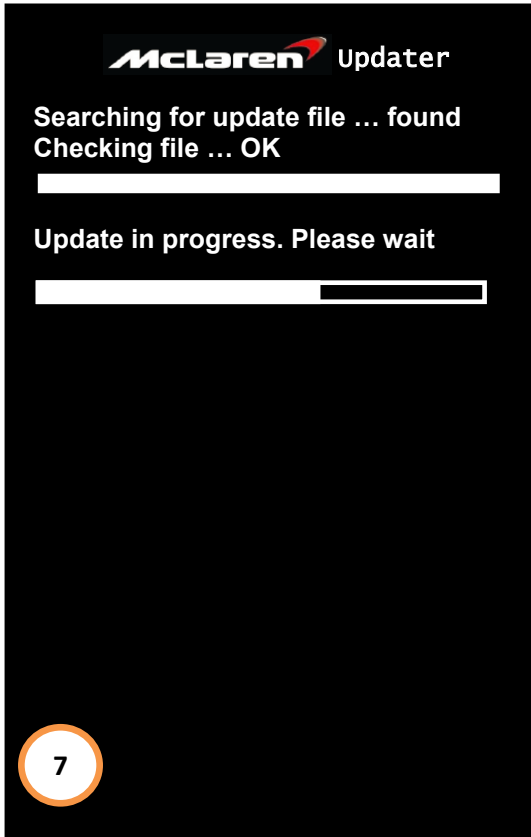 McLaren Updater
Searching for update file … found
Checking file … OK
Update in progress. Please wait
7